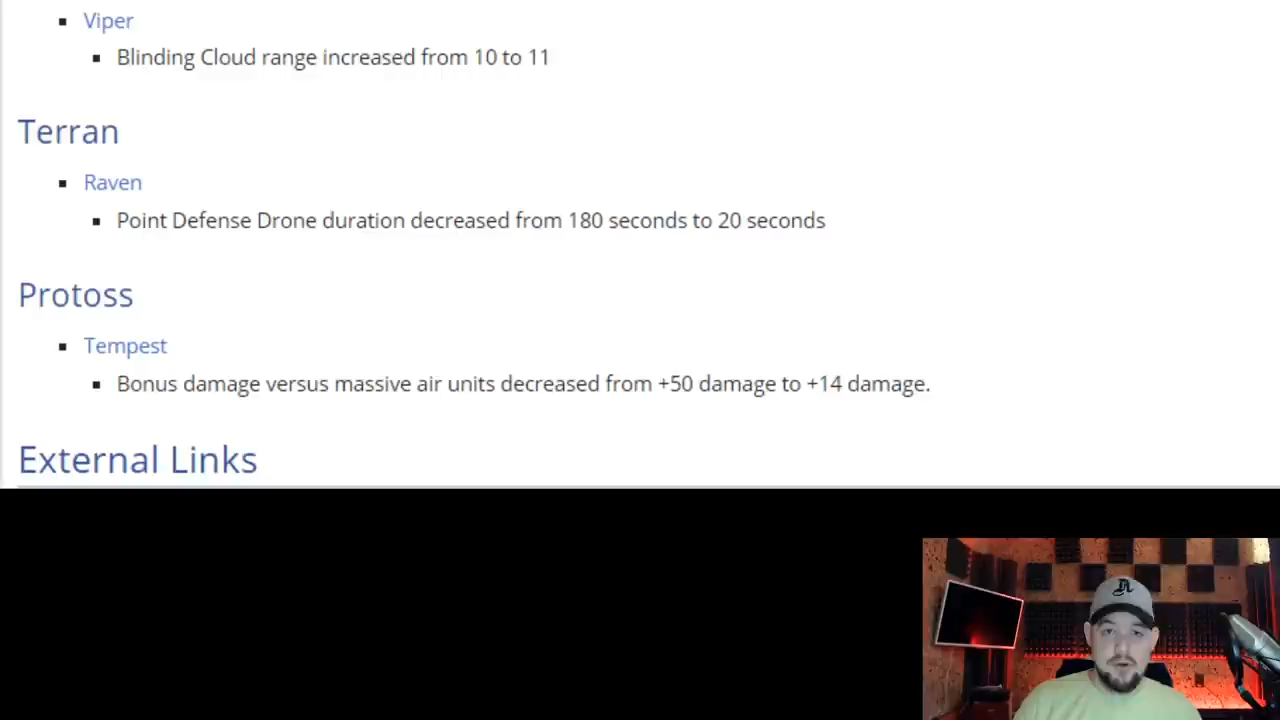 Viper
Blinding Cloud range increased from 10 to 11
Terran
Raven
Point Defense Drone duration decreased from 180 seconds to 20 seconds
Protoss
Tempest
Bonus damage versus massive air units decreased from +50 damage to +14 damage.
External Links